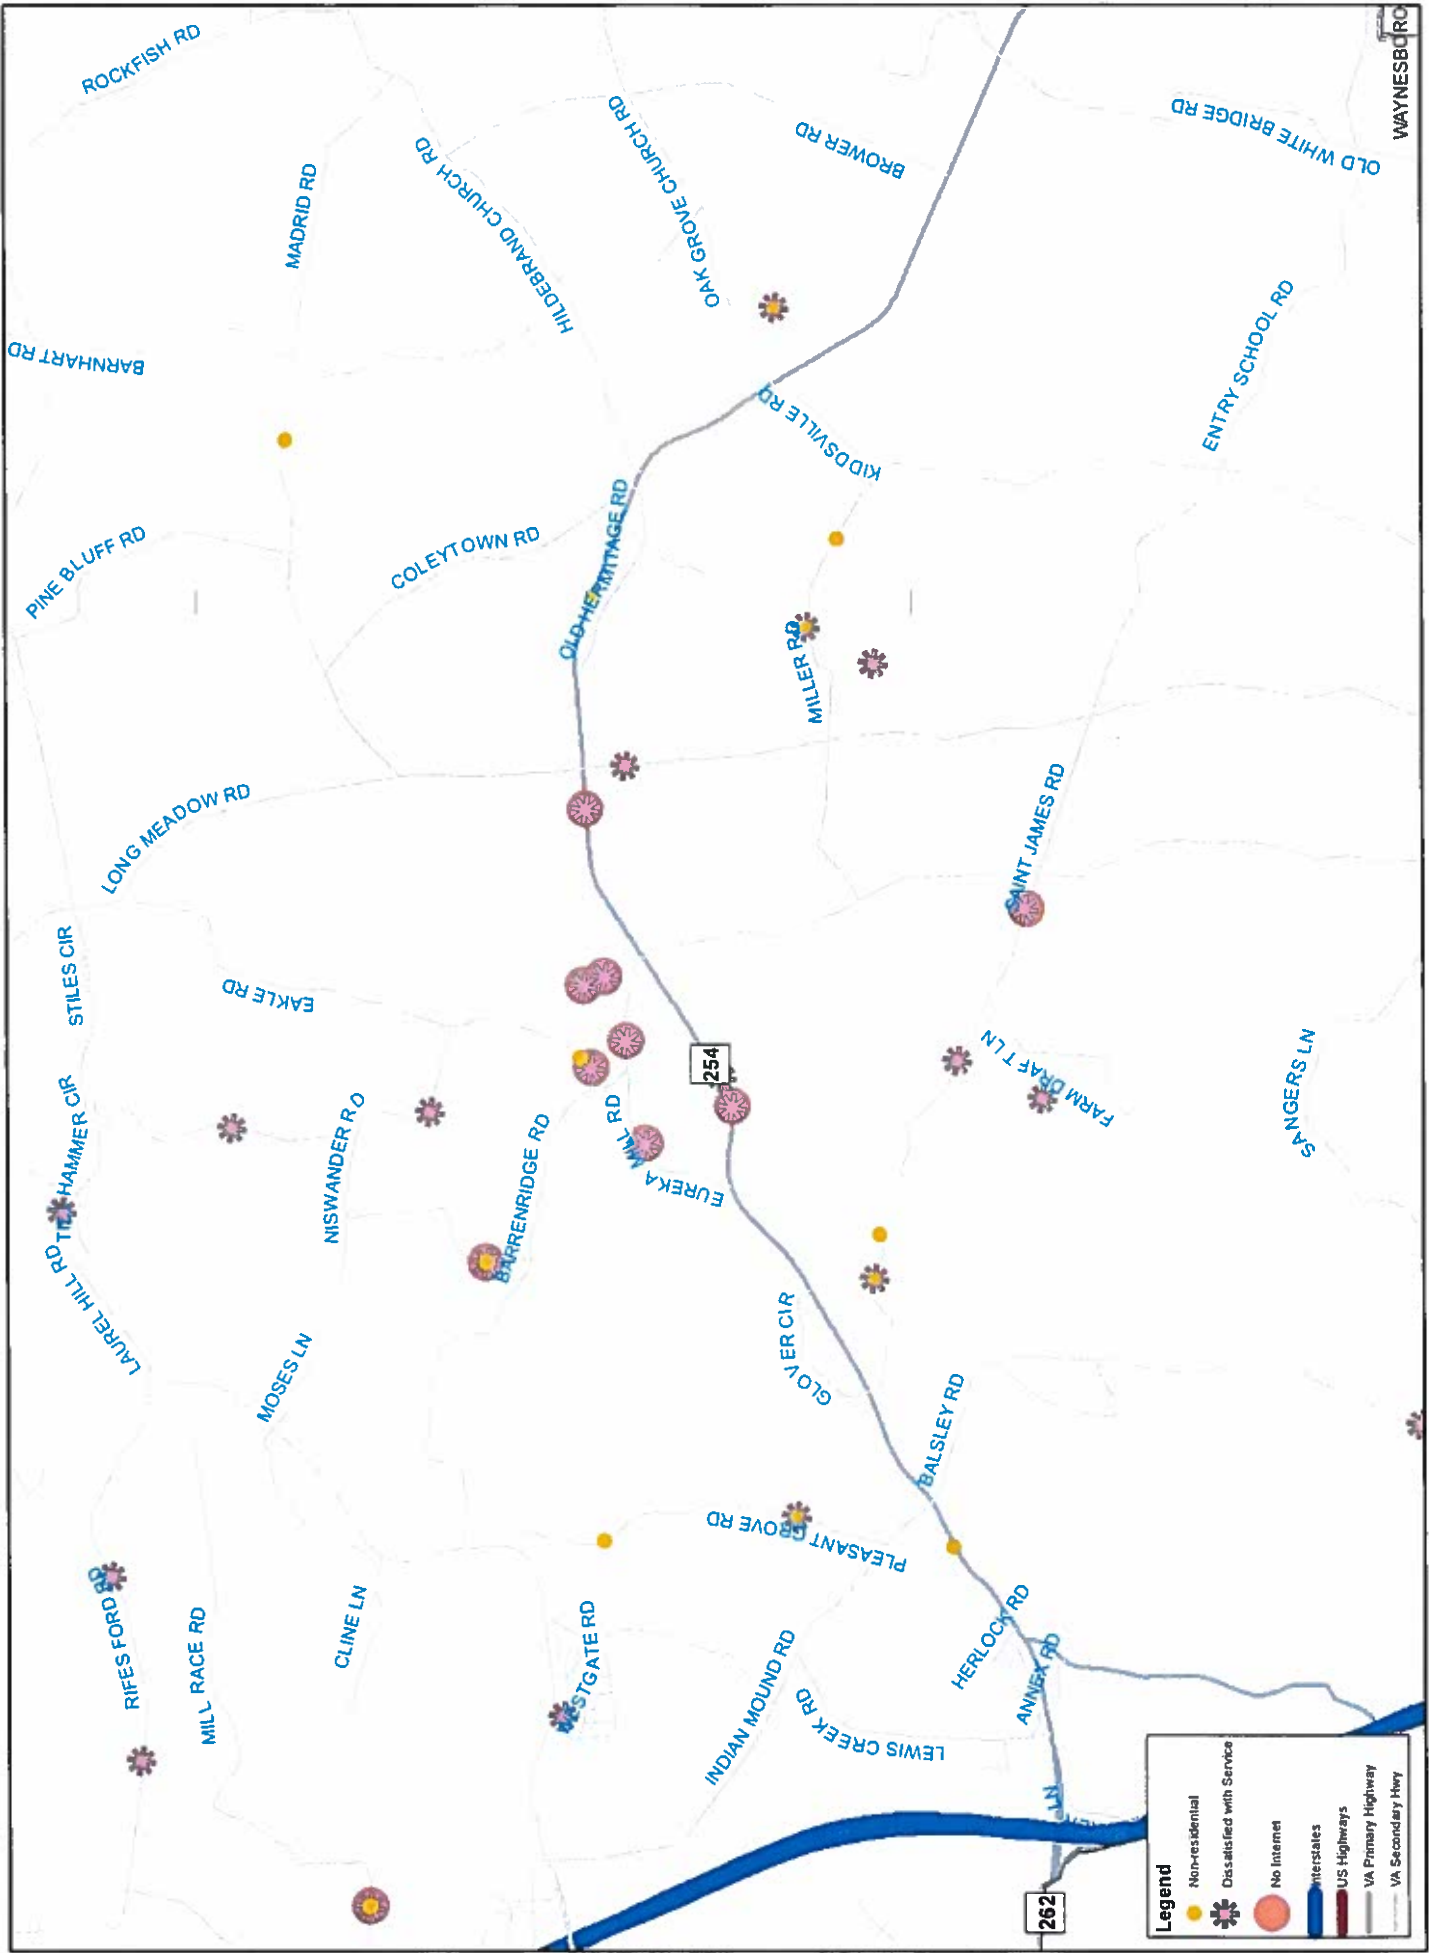 ROCKFISH RD
MADRID RD
HILDEBRAND CHURCH RD
OAK GROVE CHURCH RD
BROWER RD
OLD WHITE BRIDGE RD
WAYNESBORO
BARNHART RD
ENTRY SCHOOL RD
KIDDSVILLE RD
PINE BLUFF RD
COLEYTOWN RD
OLD HERMITAGE RD
MILLER RD
LONG MEADOW RD
SAINT JAMES RD
STILES CIR
EAKLE RD
254
FARM DRAFT LN
SANGERS LN
HAMMER CIR
NISWANDER RD
BARRENRIDGE RD
EUREKA MILL RD
LAUREL HILL RD
MOSES LN
GLOVER CIR
BALSLEY RD
PLEASANT GROVE RD
RIFES FORD RD
MILL RACE RD
CLINE LN
WESTGATE RD
INDIAN MOUND RD
LEWIS CREEK RD
HERLOCK RD
ANNEX RD
LN
262
Legend
Non-residential
Dissatisfied with Service
No Internet
Interstates
US Highways
VA Primary Highway
VA Secondary Hwy